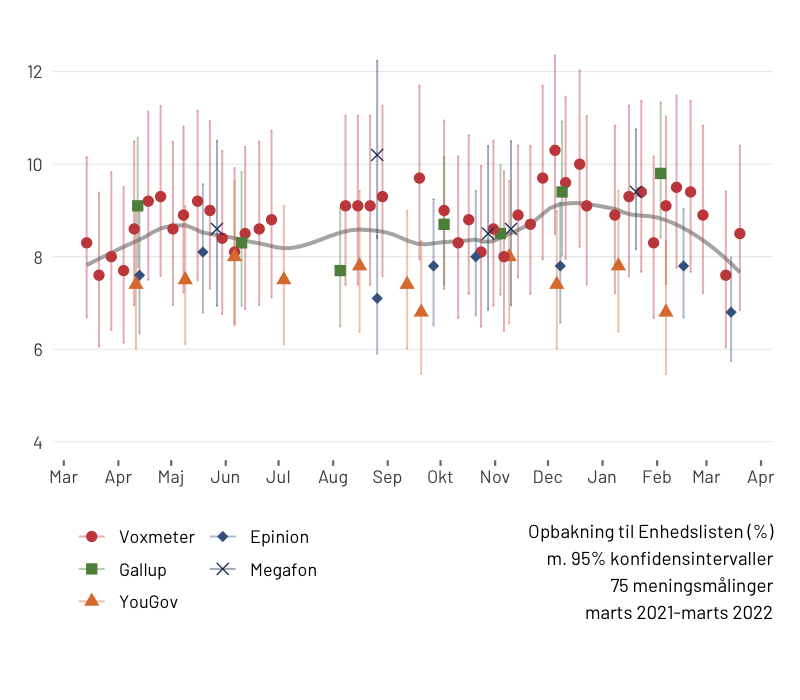 12
10
8
6
4
Mar Apr Maj Jun Jul Aug Sep Okt Nov Dec Jan Feb Mar Apr
Voxmeter Epinion
Gallup Megafon
YouGov
Opbakning til Enhedslisten (%)
m. 95% konfidensintervaller
75 meningsmålinger
marts 2021-marts 2022